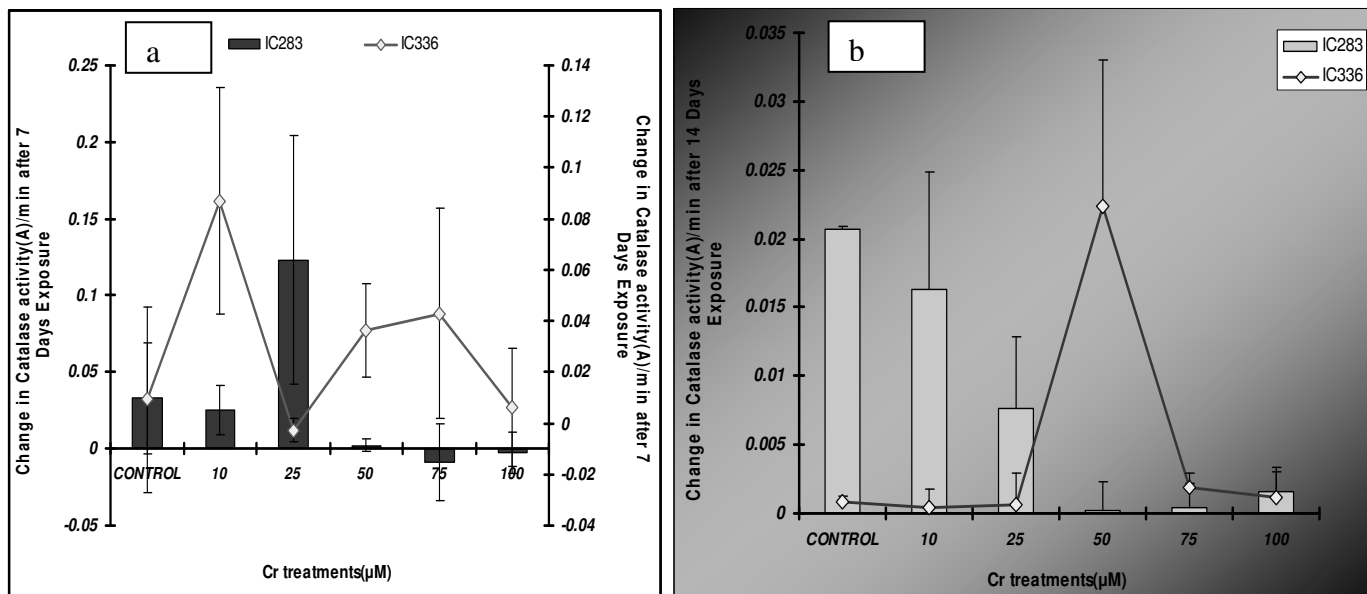 a
IC283
IC336
0.25
0.2
0.15
0.1
0.05
0
-0.05
Change in Catalase activity(A)/min after 7
Days Exposure
0.14
0.12
0.1
0.08
0.06
0.04
0.02
0
-0.02
-0.04
Change in Catalase activity(A)/min after 7
Days Exposure
CONTROL 10 25 50 75 100
Cr treatments(µM)
b
IC283
IC336
0.035
0.03
0.025
0.02
0.015
0.01
0.005
0
Change in Catalase activity(A)/min after 14 Days
Exposure
CONTROL 10 25 50 75 100
Cr treatments(µM)